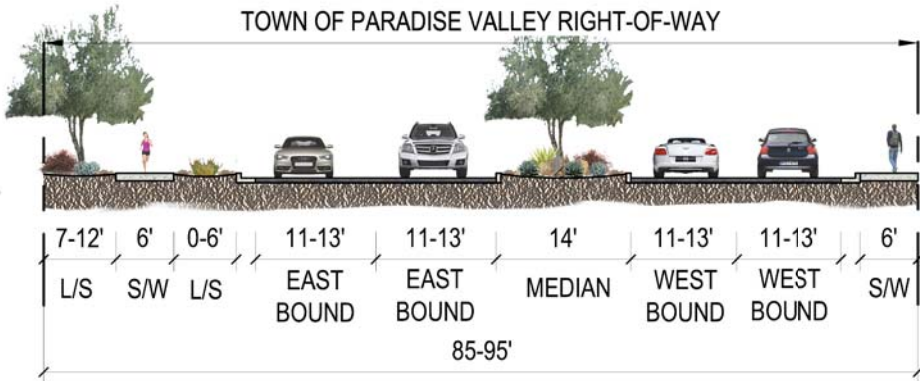 TOWN OF PARADISE VALLEY RIGHT-OF-WAY
7-12' 6' 0-6' 11-13' 11-13' 14' 11-13' 11-13' 6'
L/S S/W L/S EAST BOUND EAST BOUND MEDIAN WEST BOUND WEST BOUND S/W
85-95'